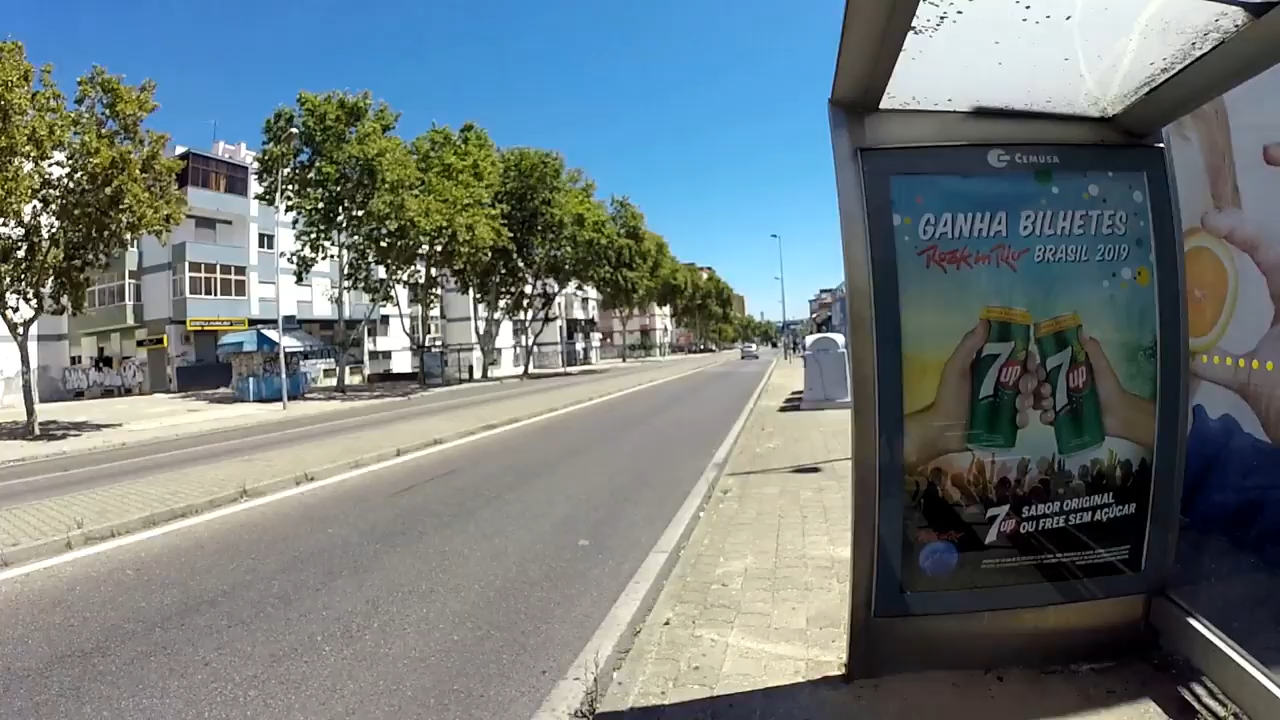 CEMUSA
GANHA BILHETES
Rock in Rio BRASIL 2019
7up
7up
7up SABOR ORIGINAL
OU FREE SEM AÇÚCAR